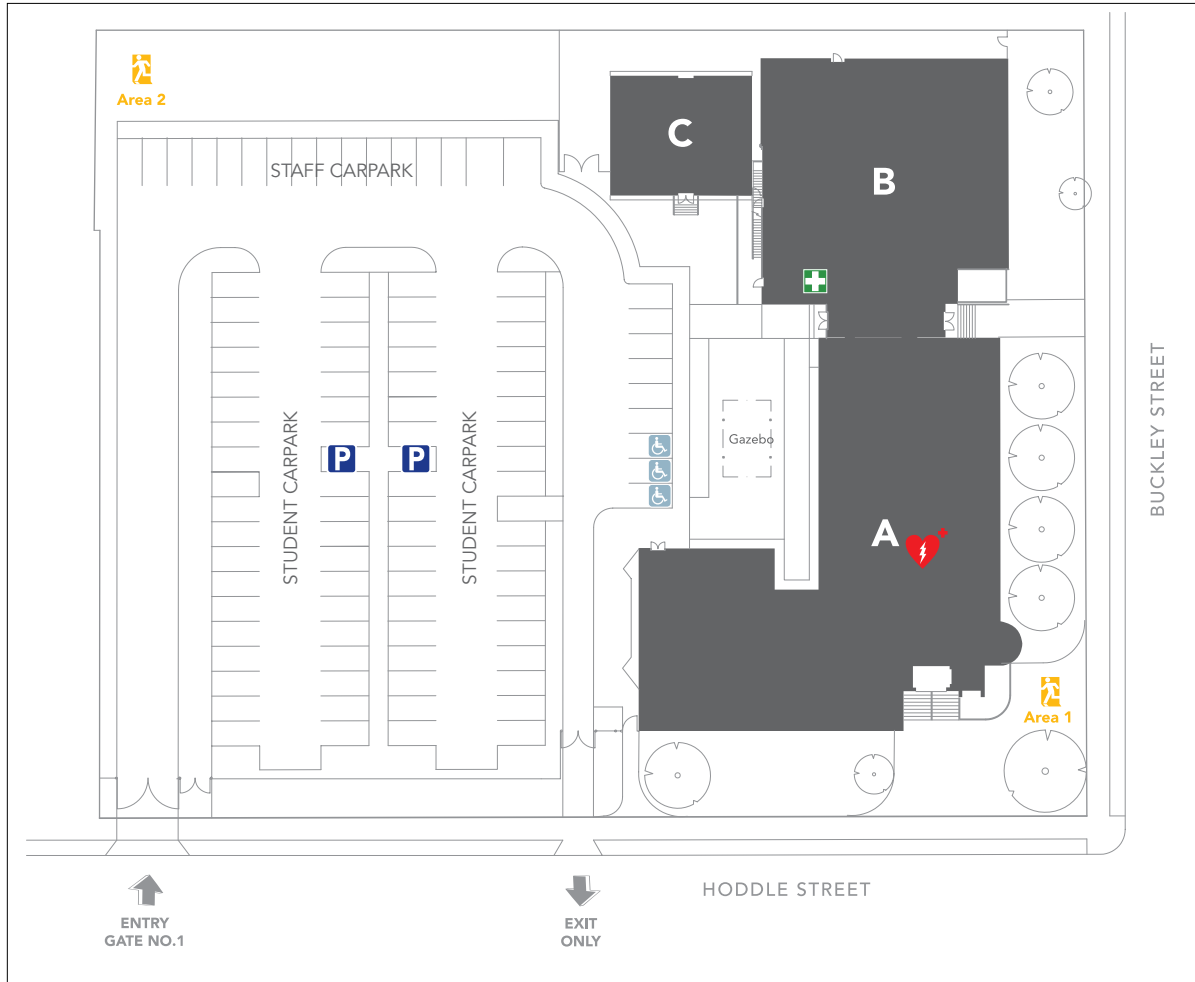 Area 2
STAFF CARPARK
C
B
STUDENT CARPARK
P
P
STUDENT CARPARK
Gazebo
A
BUCKLEY STREET
Area 1
HODDLE STREET
ENTRY
GATE NO.1
EXIT
ONLY